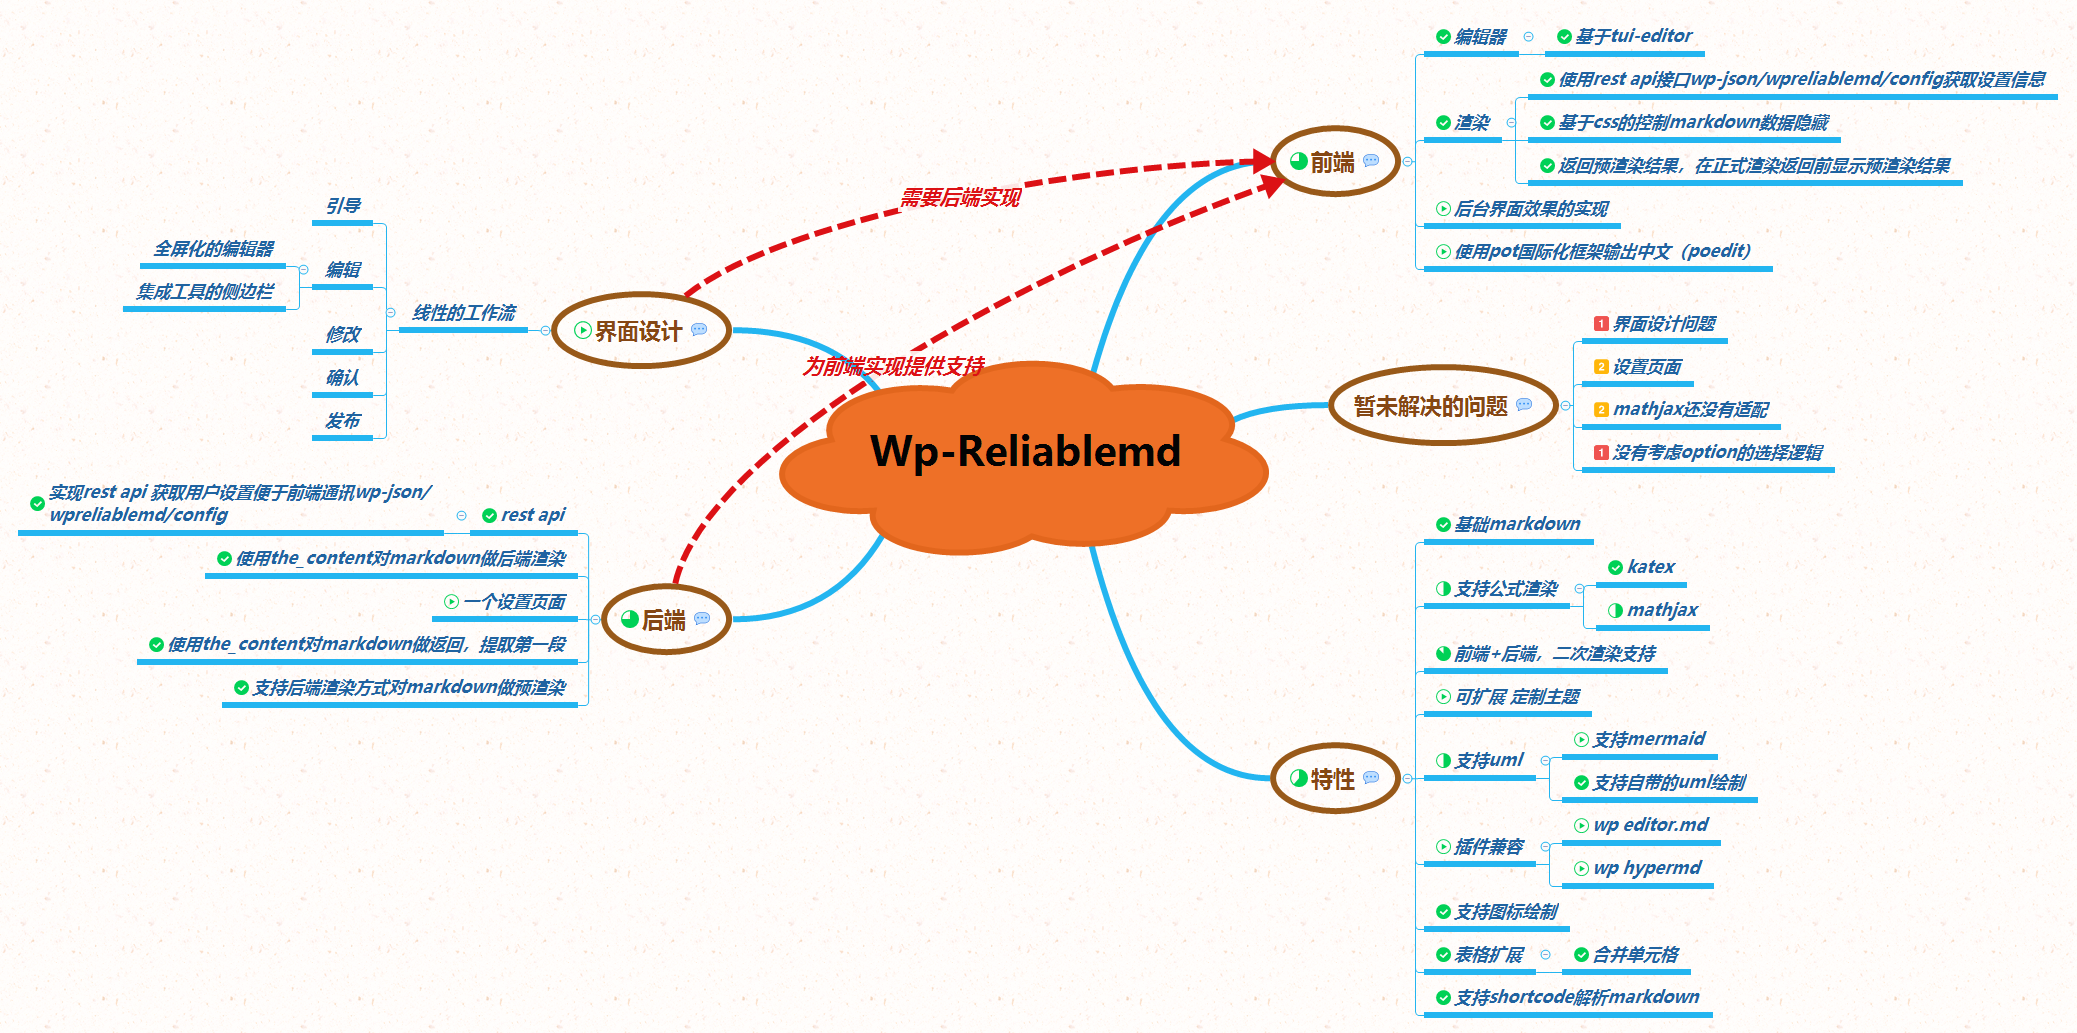 Wp-Reliablemd
前端
编辑器
基于tui-editor
渲染
使用rest api接口wp-json/wpreliablemd/config获取设置信息
基于css的控制markdown数据隐藏
返回预渲染结果，在正式渲染返回前显示预渲染结果
后台界面效果的实现
使用pot国际化框架输出中文（poedit）
暂未解决的问题
1 界面设计问题
2 设置页面
2 mathjax还没有适配
1 没有考虑option的选择逻辑
特性
基础markdown
支持公式渲染
katex
mathjax
前端+后端，二次渲染支持
可扩展 定制主题
支持uml
支持mermaid
支持自带的uml绘制
插件兼容
wp editor.md
wp hypermd
支持图标绘制
表格扩展
合并单元格
支持shortcode解析markdown
界面设计
线性的工作流
引导
编辑
全屏化的编辑器
集成工具的侧边栏
修改
确认
发布
后端
rest api
实现rest api 获取用户设置便于前端通讯wp-json/
wpreliablemd/config
使用the_content对markdown做后端渲染
一个设置页面
使用the_content对markdown做返回，提取第一段
支持后端渲染方式对markdown做预渲染
需要后端实现
为前端实现提供支持